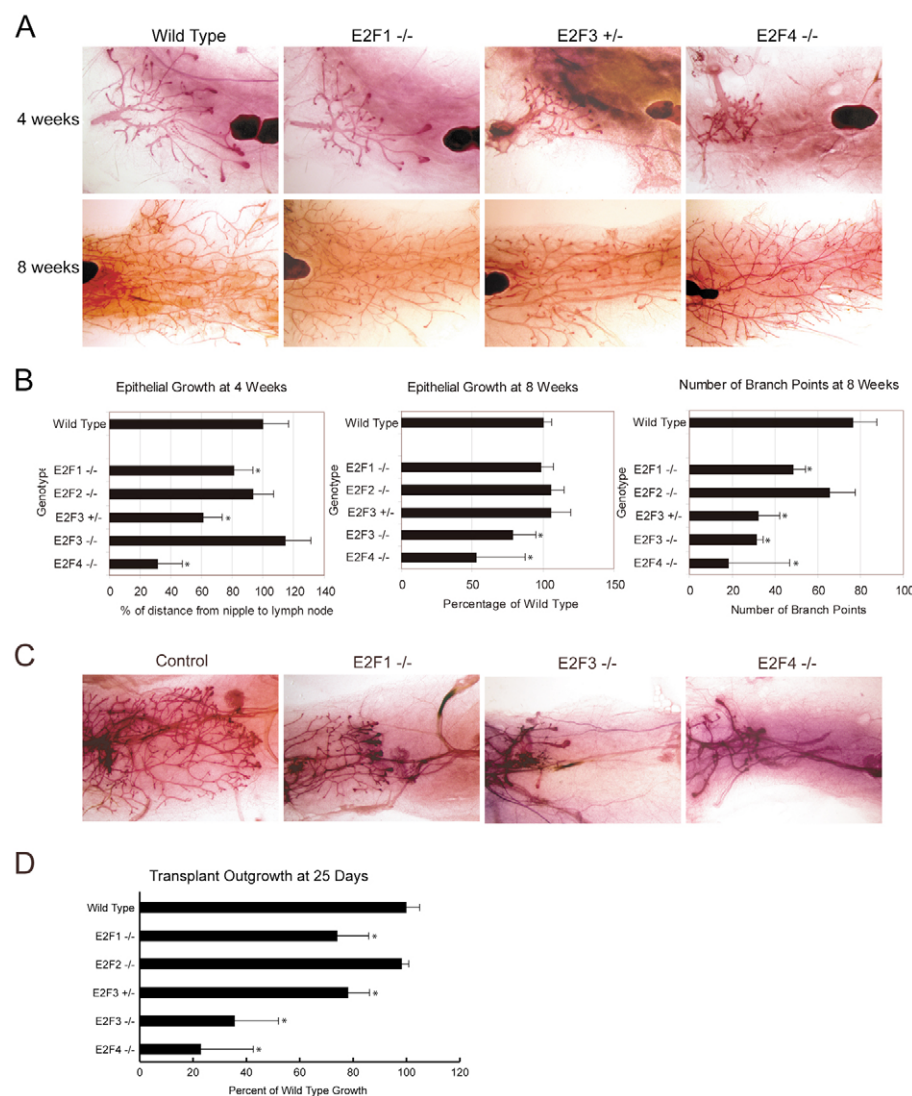 A
Wild Type
E2F1 -/-
E2F3 +/-
E2F4 -/-
4 weeks
8 weeks
B
Epithelial Growth at 4 Weeks
Wild Type
E2F1 -/-
*
E2F2 -/-
E2F3 +/-
*
E2F3 -/-
E2F4 -/-
*
Genotype
0 20 40 60 80 100 120 140
% of distance from nipple to lymph node
Epithelial Growth at 8 Weeks
Wild Type
E2F1 -/-
E2F2 -/-
E2F3 +/-
E2F3 -/-
*
E2F4 -/-
*
Genotype
0 50 100 150
Percentage of Wild Type
Number of Branch Points at 8 Weeks
Wild Type
E2F1 -/-
*
E2F2 -/-
E2F3 +/-
*
E2F3 -/-
*
E2F4 -/-
*
Genotype
0 20 40 60 80 100
Number of Branch Points
C
Control
E2F1 -/-
E2F3 -/-
E2F4 -/-
D
Transplant Outgrowth at 25 Days
Wild Type
E2F1 -/-
*
E2F2 -/-
E2F3 +/-
*
E2F3 -/-
*
E2F4 -/-
*
0 20 40 60 80 100 120
Percent of Wild Type Growth